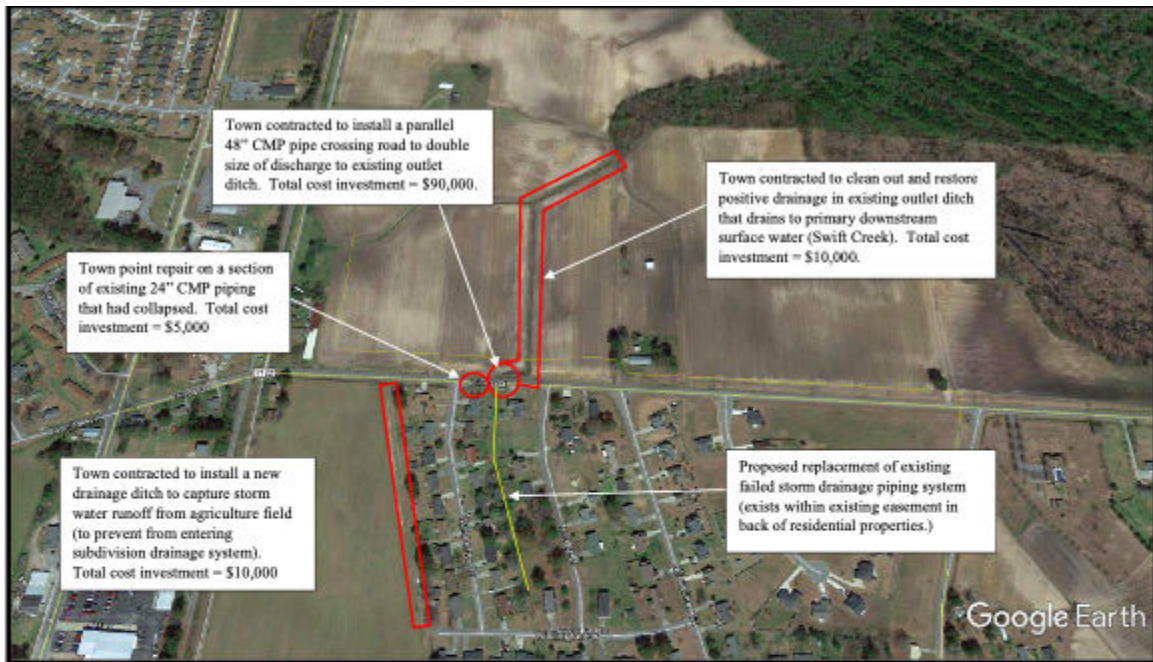 Town contracted to install a parallel
48" CMP pipe crossing road to double
size of discharge to existing outlet
ditch. Total cost investment = $90,000.
Town contracted to clean out and restore
positive drainage in existing outlet ditch
that drains to primary downstream
surface water (Swift Creek). Total cost
investment = $10,000.
Town point repair on a section
of existing 24" CMP piping
that had collapsed. Total cost
investment = $5,000
Town contracted to install a new
drainage ditch to capture storm
water runoff from agriculture field
(to prevent from entering
subdivision drainage system).
Total cost investment = $10,000
Proposed replacement of existing
failed storm drainage piping system
(exists within existing easement in
back of residential properties.)
Google Earth